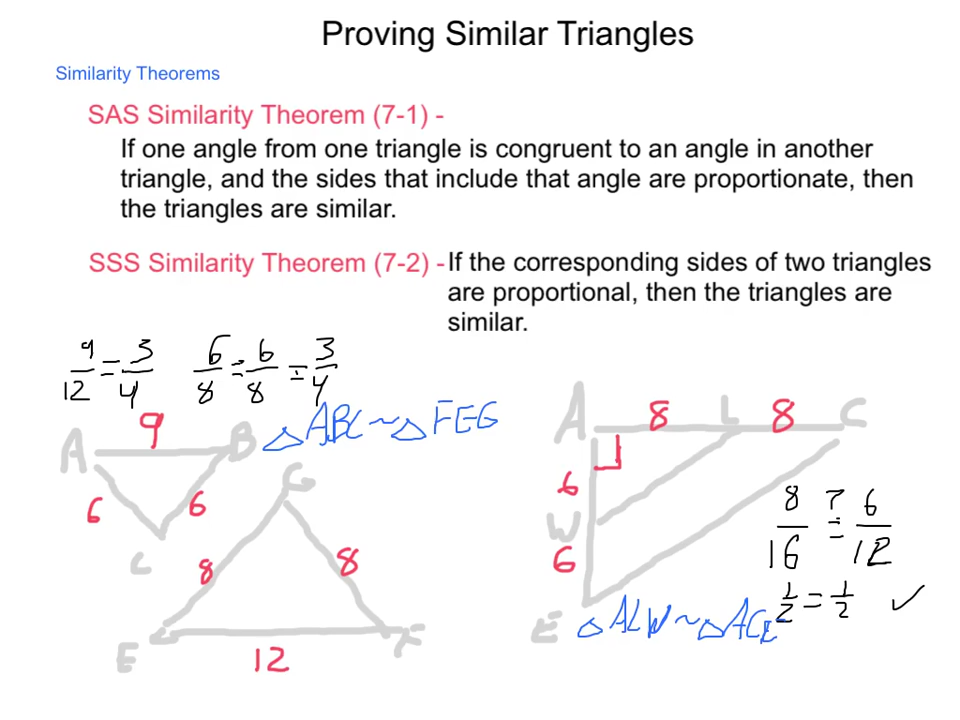 Proving Similar Triangles
Similarity Theorems
SAS Similarity Theorem (7-1) -
If one angle from one triangle is congruent to an angle in another
triangle, and the sides that include that angle are proportionate, then
the triangles are similar.
SSS Similarity Theorem (7-2) - If the corresponding sides of two triangles
are proportional, then the triangles are
similar.
9/12 = 3/4 6/8 = 6/8 = 3/4
A 9 B
△ABC ~ △FEG
6 6
C
G
8 8
E F
12
A 8 L 8 C
6
W
6
E
8/16 ?= 6/12
1/2 = 1/2 ✓
△ALW ~ △ACE